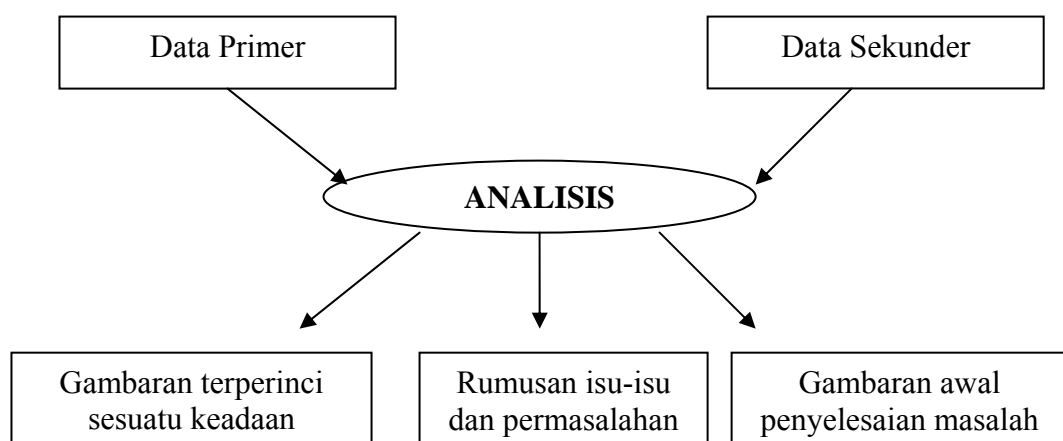 Data Primer
Data Sekunder
ANALISIS
Gambaran terperinci
sesuatu keadaan
Rumusan isu-isu
dan permasalahan
Gambaran awal
penyelesaian masalah